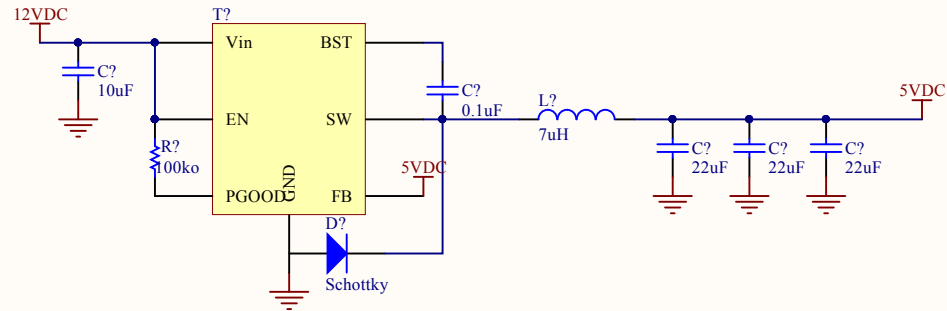 12VDC
T?
Vin
BST
C?
10uF
C?
0.1uF
EN
SW
L?
7uH
5VDC
R?
100ko
C?
22uF
C?
22uF
C?
22uF
5VDC
PGOOD
GND
FB
D?
Schottky